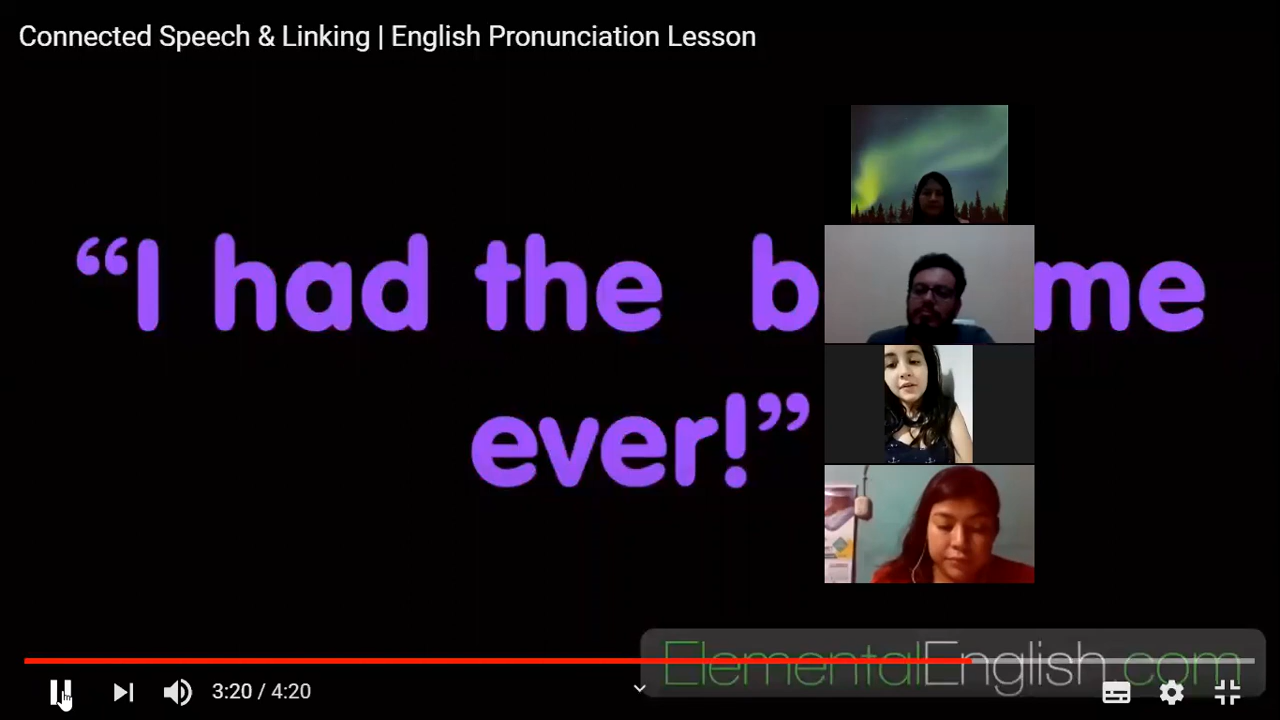 Connected Speech & Linking | English Pronunciation Lesson
“I had the b me
ever!”
ElementalEnglish.com
3:20 / 4:20